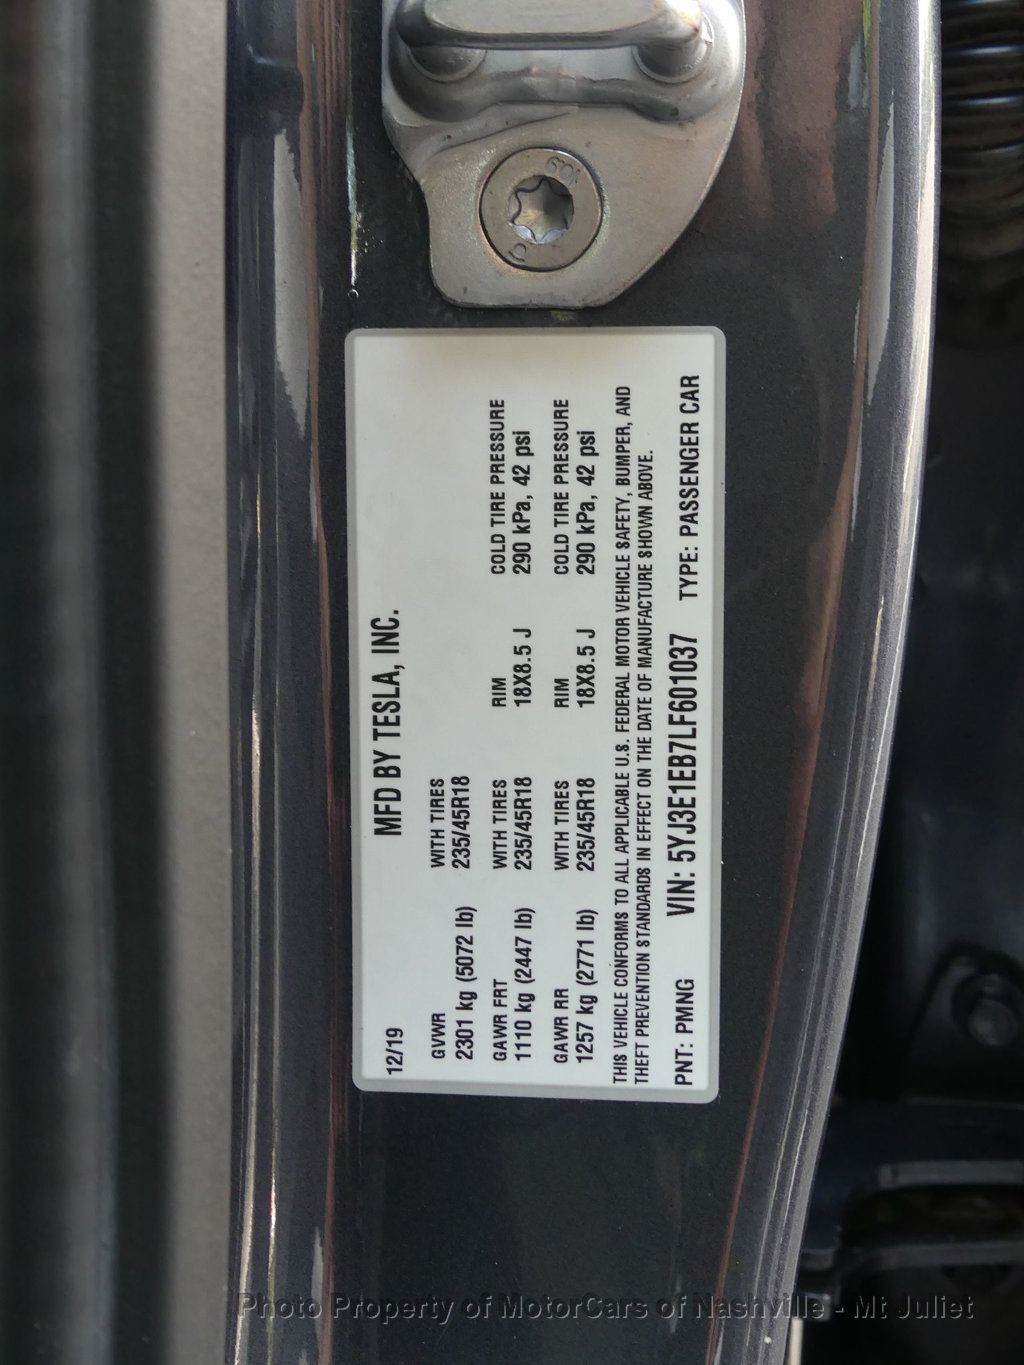 MFD BY TESLA, INC.
12/19
GVWR WITH TIRES
2301 kg (5072 lb) 235/45R18
GAWR FRT WITH TIRES RIM COLD TIRE PRESSURE
1110 kg (2447 lb) 235/45R18 18X8.5 J 290 kPa, 42 psi
GAWR RR WITH TIRES RIM COLD TIRE PRESSURE
1257 kg (2771 lb) 235/45R18 18X8.5 J 290 kPa, 42 psi
THIS VEHICLE CONFORMS TO ALL APPLICABLE U.S. FEDERAL MOTOR VEHICLE SAFETY, BUMPER, AND
THEFT PREVENTION STANDARDS IN EFFECT ON THE DATE OF MANUFACTURE SHOWN ABOVE.
PNT: PMNG VIN: 5YJ3E1EB7LF601037 TYPE: PASSENGER CAR
Photo Property of MotorCars of Nashville - Mt Juliet